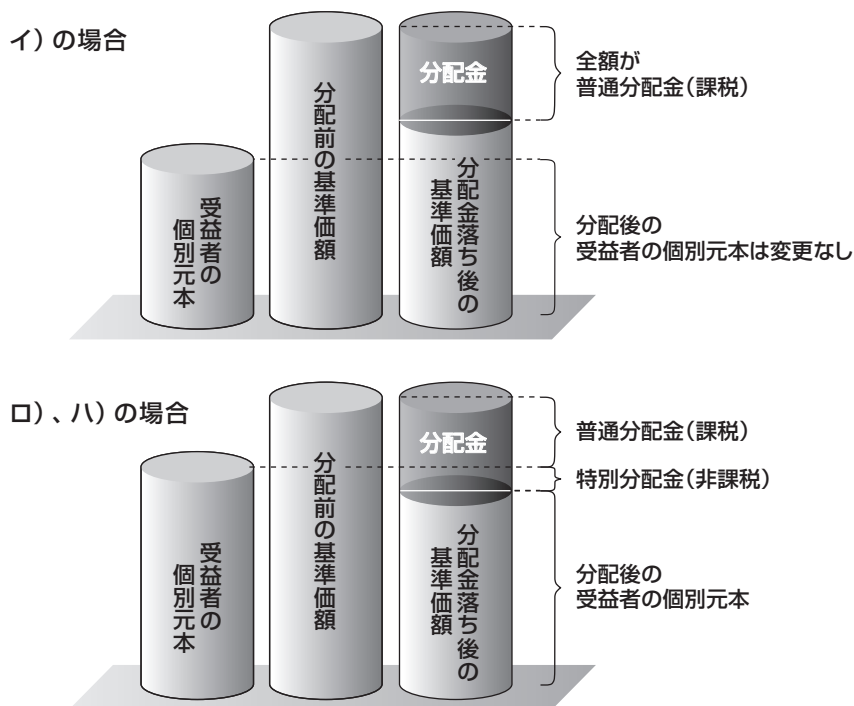 イ）の場合
受益者の
個別元本
分配前の基準価額
分配金
分配金落ち後の
基準価額
全額が
普通分配金（課税）
分配後の
受益者の個別元本は変更なし
ロ）、ハ）の場合
受益者の
個別元本
分配前の基準価額
分配金
分配金落ち後の
基準価額
普通分配金（課税）
特別分配金（非課税）
分配後の
受益者の個別元本